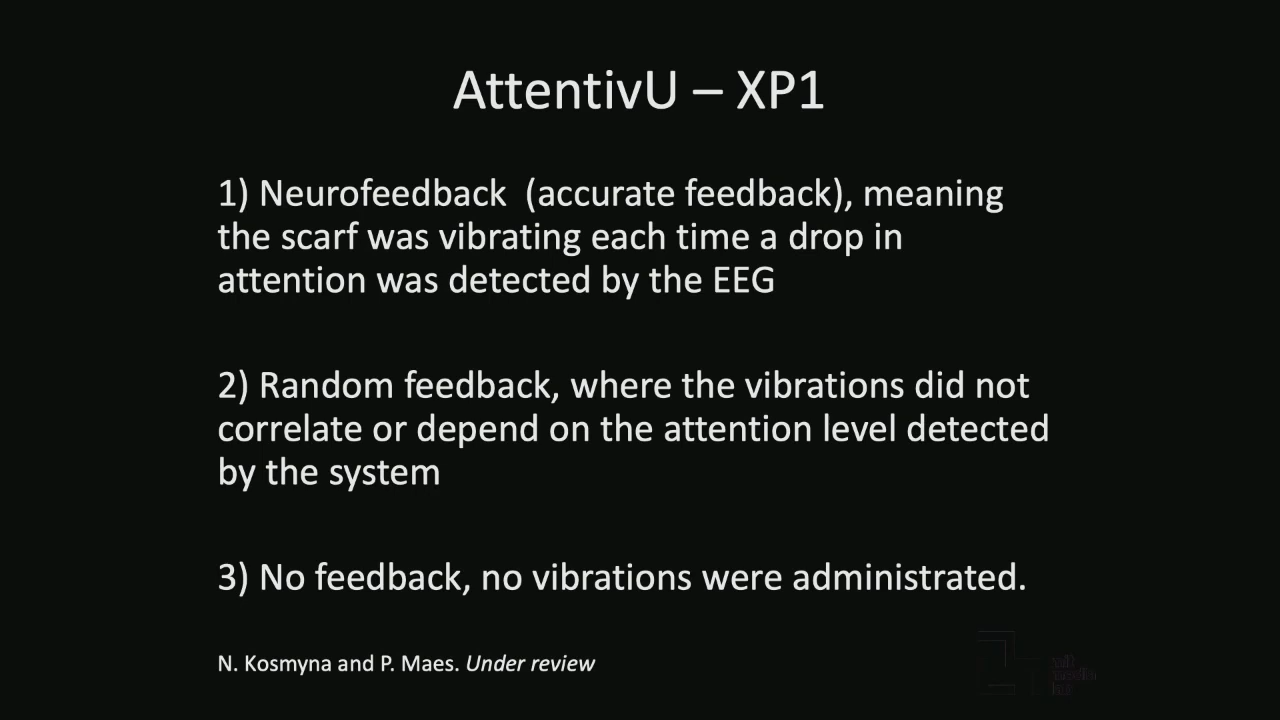 AttentivU – XP1
1) Neurofeedback  (accurate feedback), meaning
the scarf was vibrating each time a drop in
attention was detected by the EEG
2) Random feedback, where the vibrations did not
correlate or depend on the attention level detected
by the system
3) No feedback, no vibrations were administrated.
N. Kosmyna and P. Maes. Under review